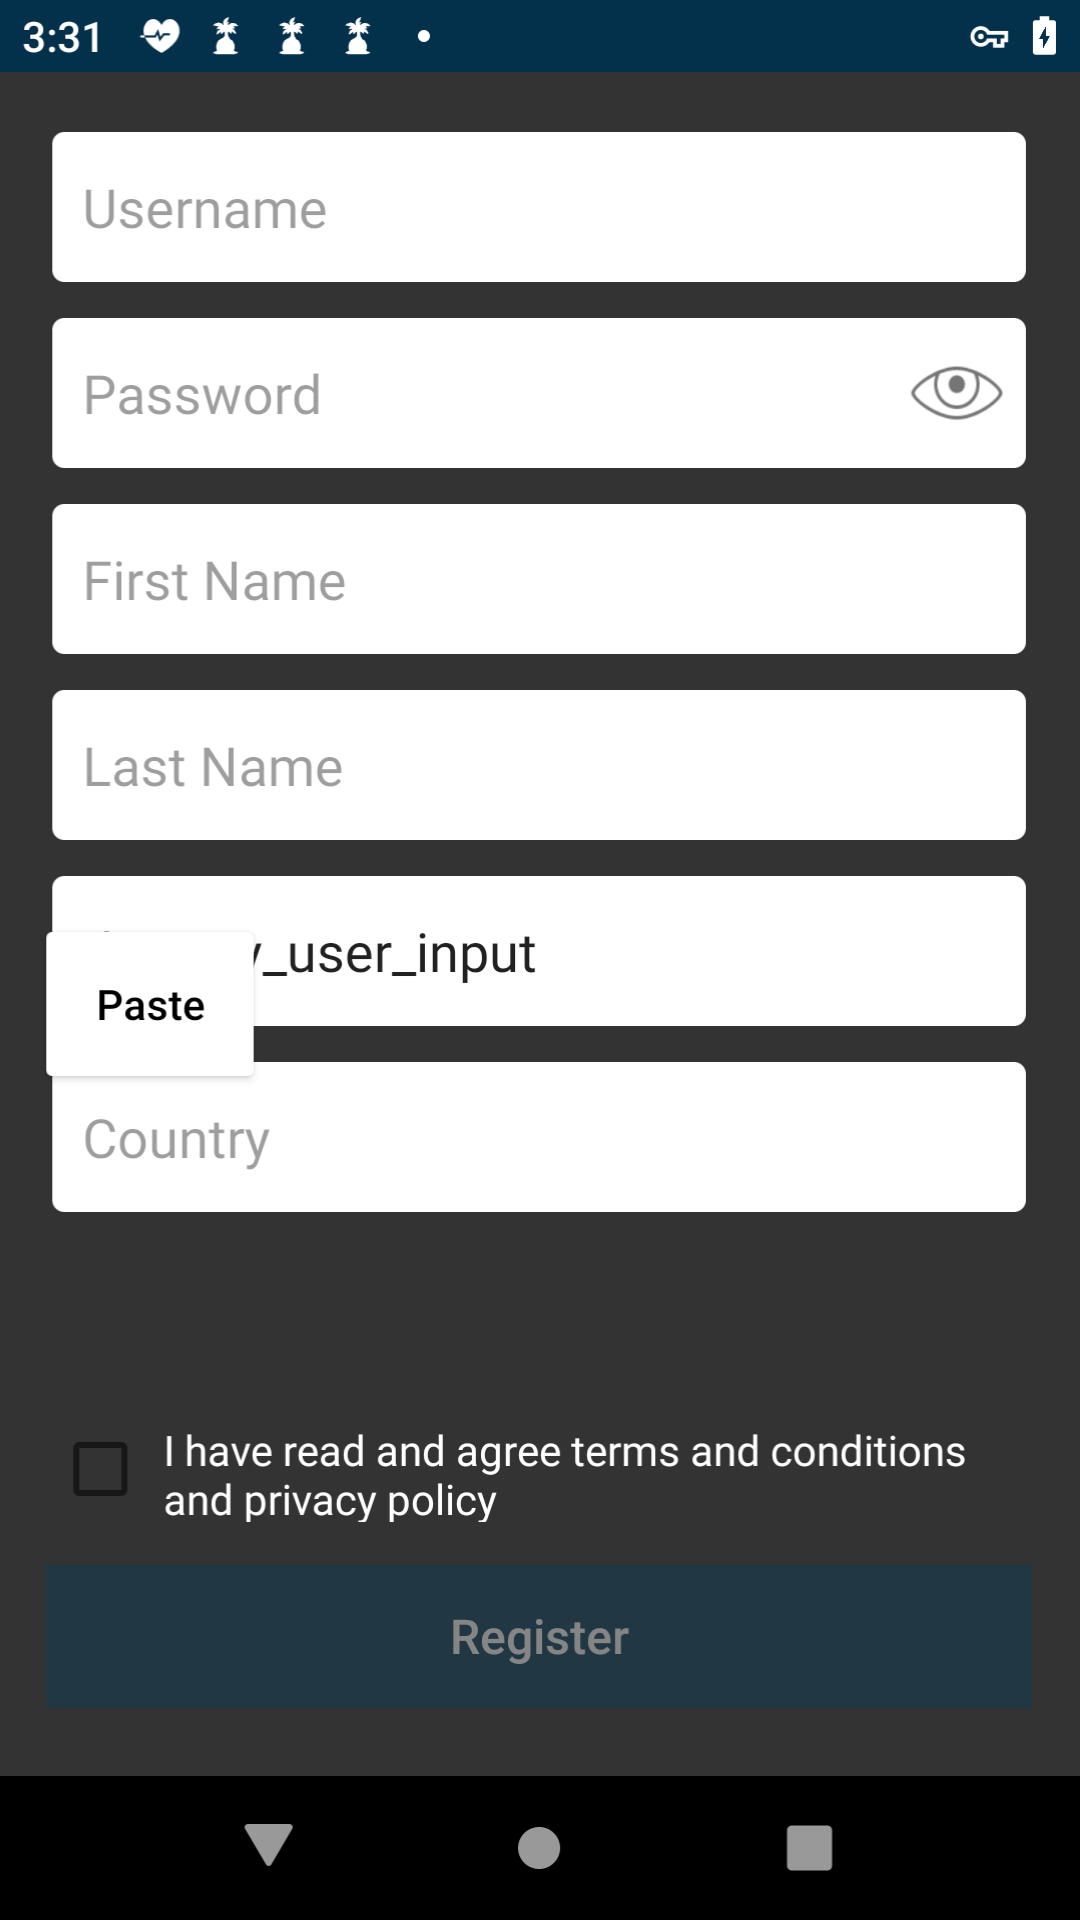 3:31
Username
Password
First Name
Last Name
_user_input
Paste
Country
I have read and agree terms and conditions
and privacy policy
Register